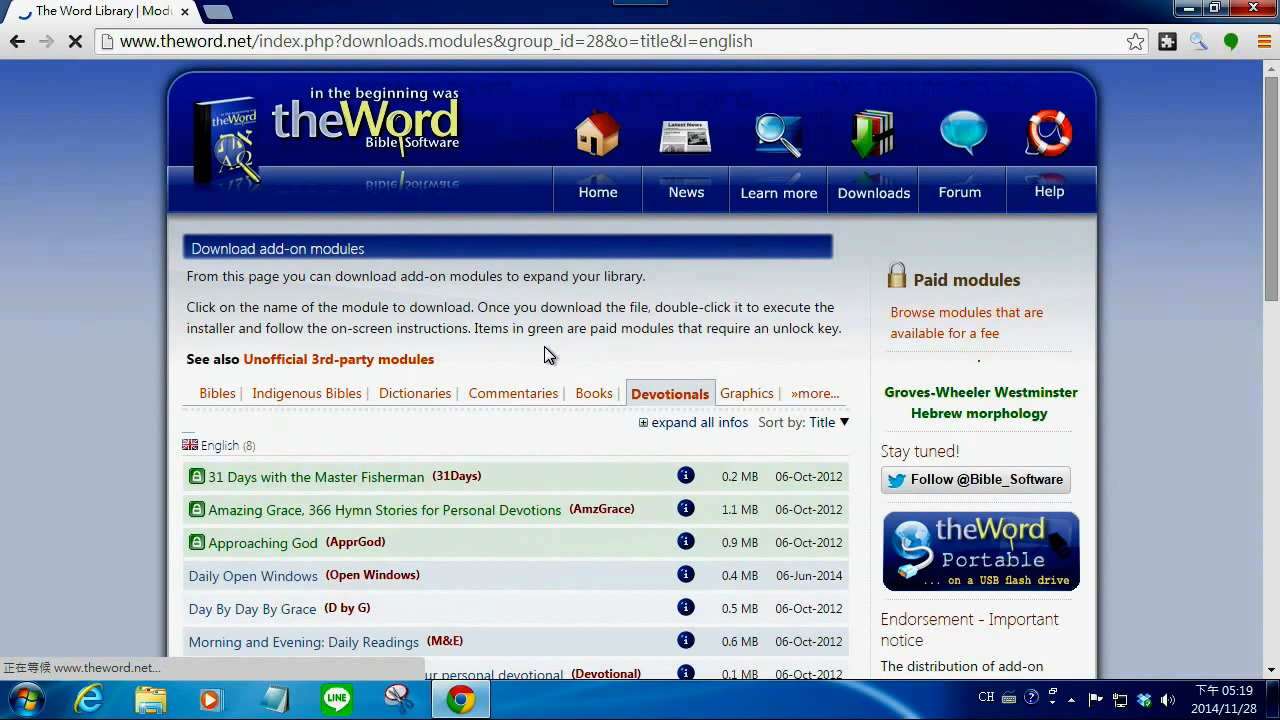 The Word Library | Modu
www.theword.net/index.php?downloads.modules&group_id=28&o=title&l=english
in the beginning was
theWord
Bible Software
Latest News
Home
News
Learn more
Downloads
Forum
Help
Download add-on modules
From this page you can download add-on modules to expand your library.
Click on the name of the module to download. Once you download the file, double-click it to execute the
installer and follow the on-screen instructions. Items in green are paid modules that require an unlock key.
See also Unofficial 3rd-party modules
Bibles | Indigenous Bibles | Dictionaries | Commentaries | Books | Devotionals Graphics | »more...
expand all infos Sort by: Title ▼
English (8)
31 Days with the Master Fisherman (31Days) 0.2 MB 06-Oct-2012
Amazing Grace, 366 Hymn Stories for Personal Devotions (AmzGrace) 1.1 MB 06-Oct-2012
Approaching God (ApprGod) 0.9 MB 06-Oct-2012
Daily Open Windows (Open Windows) 0.4 MB 06-Jun-2014
Day By Day By Grace (D by G) 0.5 MB 06-Oct-2012
Morning and Evening: Daily Readings (M&E) 0.6 MB 06-Oct-2012
our personal devotional (Devotional) 0.1 MB 06-Oct-2012
Paid modules
Browse modules that are
available for a fee
Groves-Wheeler Westminster
Hebrew morphology
Stay tuned!
Follow @Bible_Software
theWord
Portable
... on a USB flash drive
Endorsement - Important
notice
The distribution of add-on
正在等候 www.theword.net...
LINE
CH
下午 05:19
2014/11/28